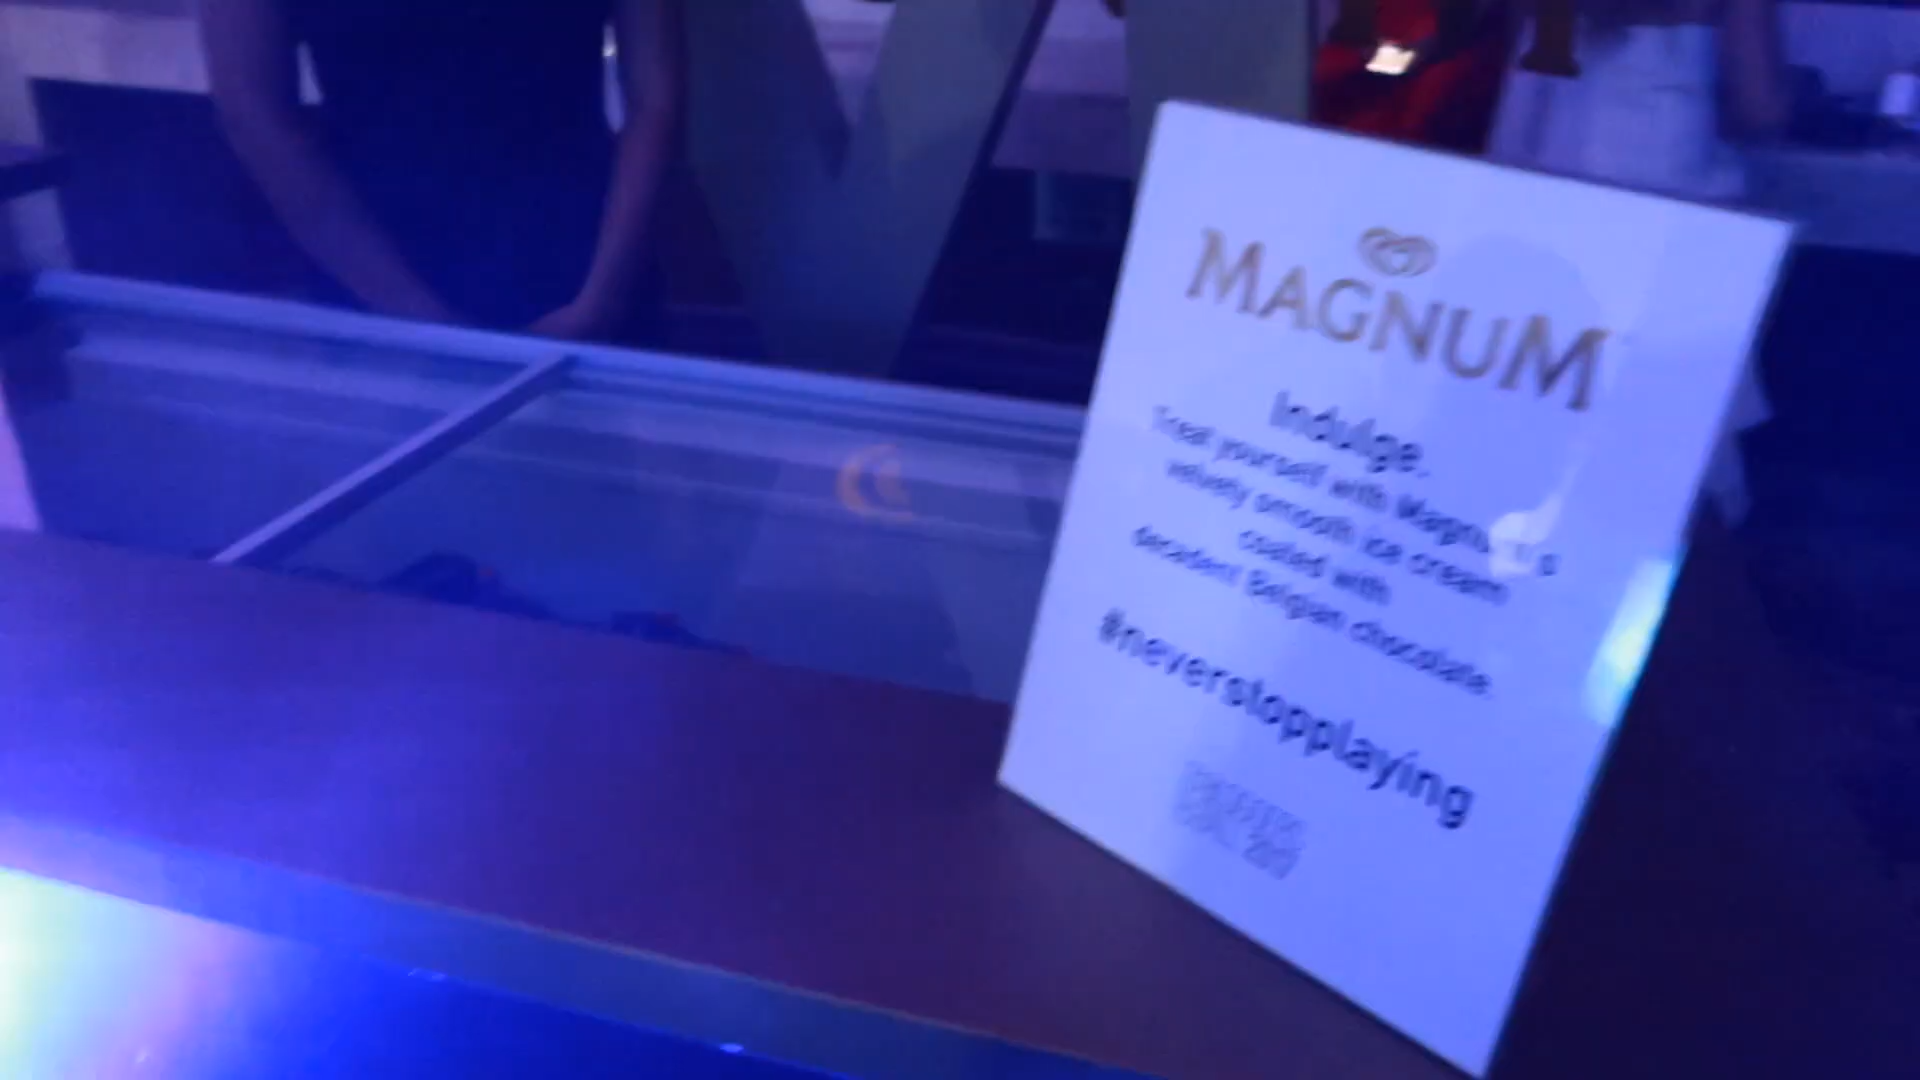 MAGNUM
Indulge.
Treat yourself with Magnum's
velvety smooth ice cream
coated with
decadent Belgian chocolate.
#neverstopplaying